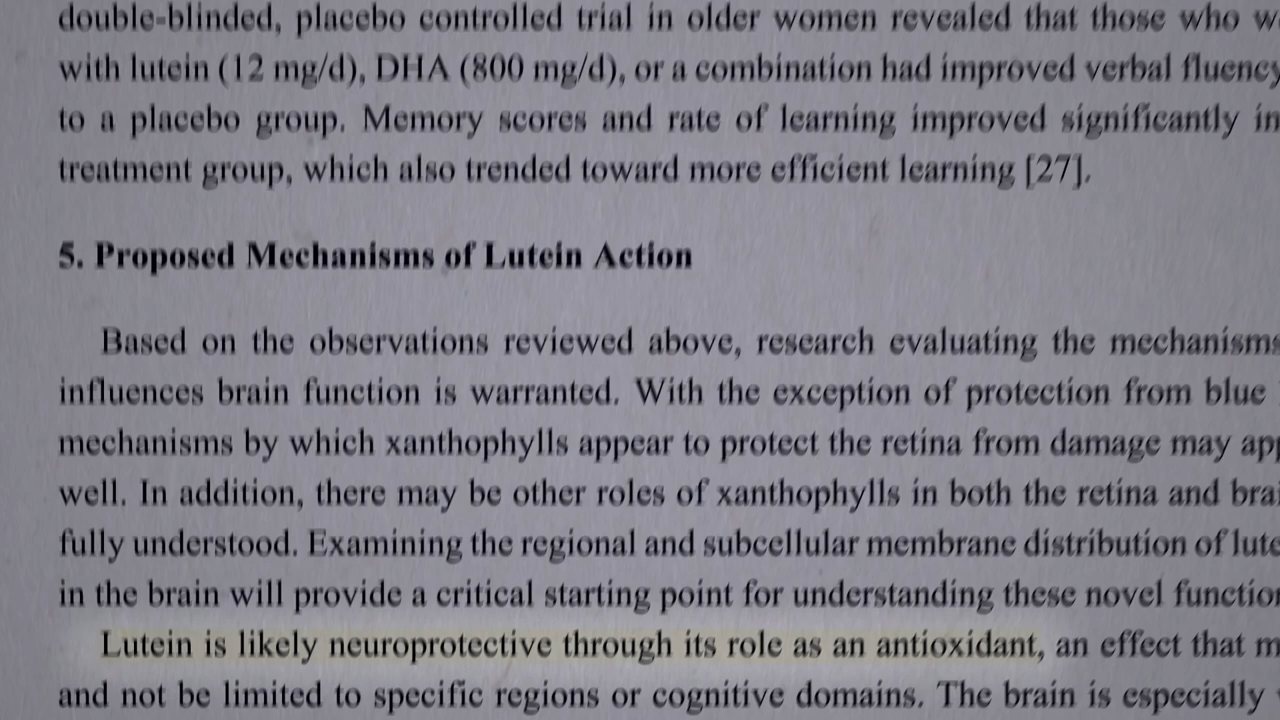 double-blinded, placebo controlled trial in older women revealed that those who
with lutein (12 mg/d), DHA (800 mg/d), or a combination had improved verbal fluency
to a placebo group. Memory scores and rate of learning improved significantly in
treatment group, which also trended toward more efficient learning [27].
5. Proposed Mechanisms of Lutein Action
Based on the observations reviewed above, research evaluating the mechanisms
influences brain function is warranted. With the exception of protection from blue
mechanisms by which xanthophylls appear to protect the retina from damage may
well. In addition, there may be other roles of xanthophylls in both the retina and
fully understood. Examining the regional and subcellular membrane distribution of
in the brain will provide a critical starting point for understanding these novel
Lutein is likely neuroprotective through its role as an antioxidant, an effect that
and not be limited to specific regions or cognitive domains. The brain is especially